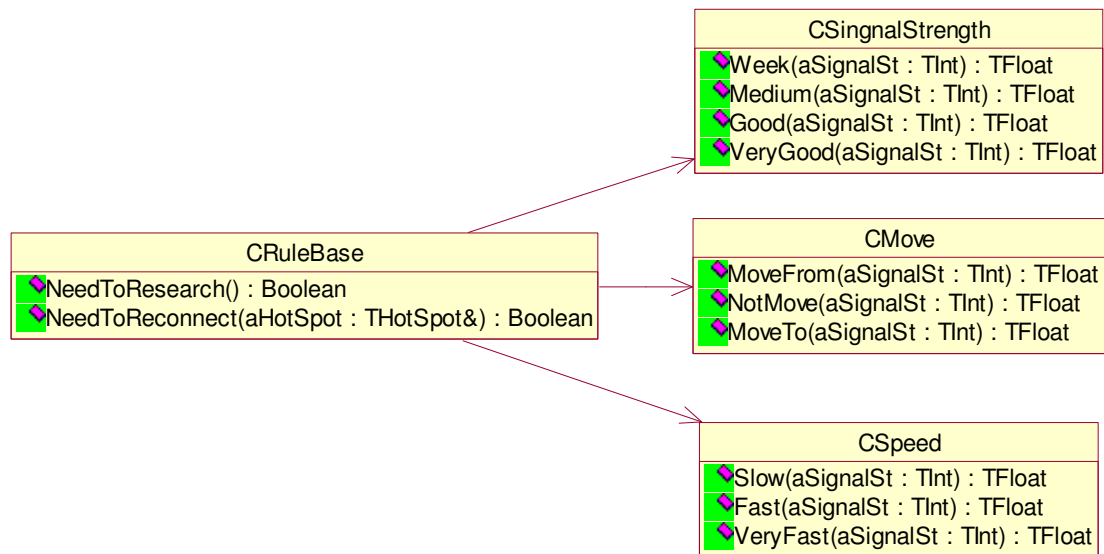 CSingnalStrength
Week(aSignalSt : TInt) : TFloat
Medium(aSignalSt : TInt) : TFloat
Good(aSignalSt : TInt) : TFloat
VeryGood(aSignalSt : TInt) : TFloat
CRuleBase
NeedToResearch() : Boolean
NeedToReconnect(aHotSpot : THotSpot&) : Boolean
CMove
MoveFrom(aSignalSt : TInt) : TFloat
NotMove(aSignalSt : TInt) : TFloat
MoveTo(aSignalSt : TInt) : TFloat
CSpeed
Slow(aSignalSt : TInt) : TFloat
Fast(aSignalSt : TInt) : TFloat
VeryFast(aSignalSt : TInt) : TFloat